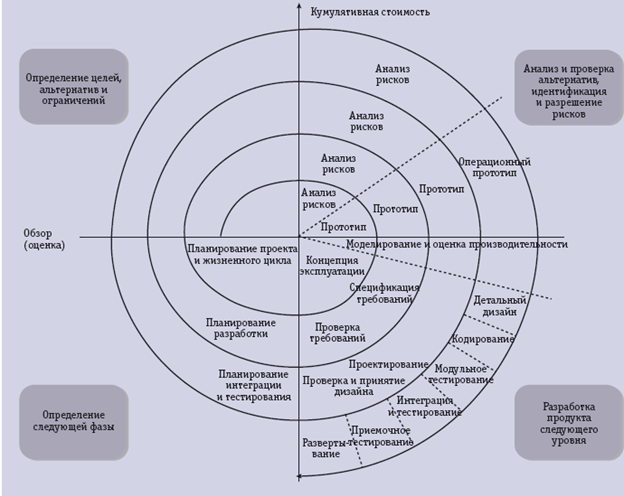 Кумулятивная стоимость
Определение целей,
альтернатив и
ограничений
Анализ и проверка
альтернатив,
идентификация
и разрешение
рисков
Анализ
рисков
Анализ
рисков
Анализ
рисков
Анализ
рисков
Операционный
прототип
Прототип
Прототип
Прототип
Обзор
(оценка)
Планирование проекта
и жизненного цикла
Моделирование и оценка производительности
Концепция
эксплуатации
Спецификация
требований
Детальный
дизайн
Планирование
разработки
Проверка
требований
Кодирование
Планирование
интеграции
и тестирования
Проектирование
Проверка и принятие
дизайна
Модульное
тестирование
Интеграция
и тестирование
Приемочное
тестирование
Разверты-
вание
Определение
следующей фазы
Разработка
продукта
следующего
уровня